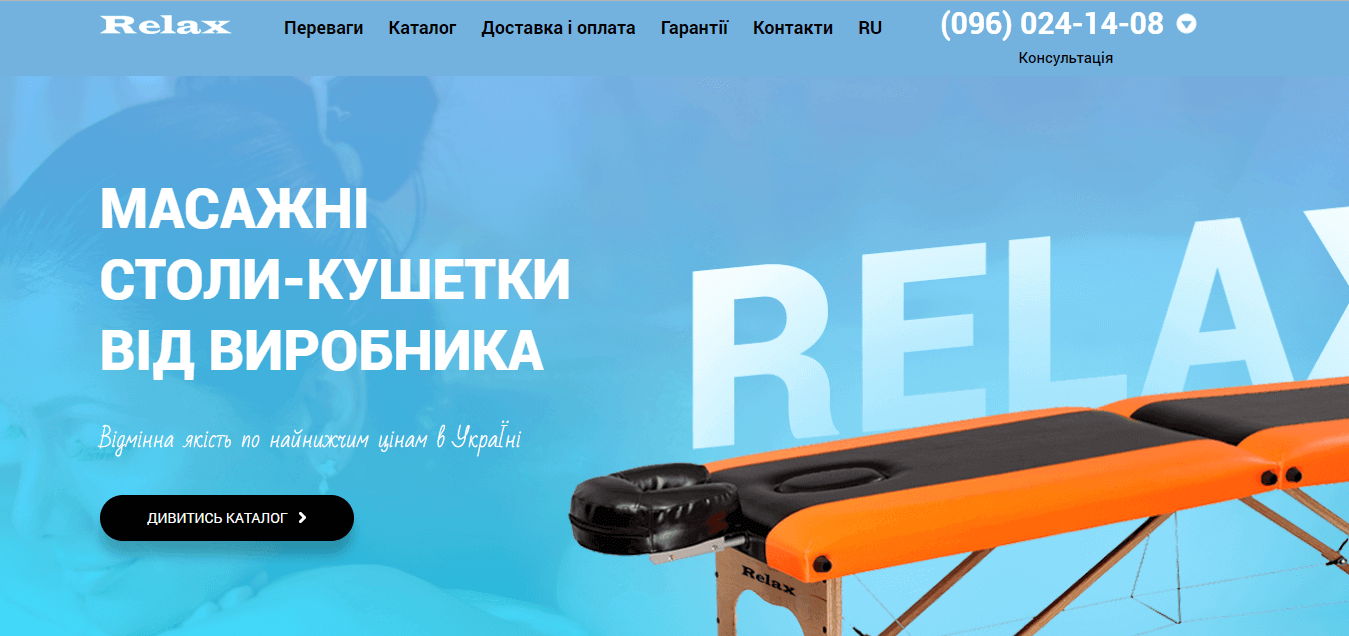 Relax
Переваги Каталог Доставка і оплата Гарантії Контакти RU
(096) 024-14-08
Консультація
МАСАЖНІ
СТОЛИ-КУШЕТКИ
ВІД ВИРОБНИКА
Відмінна якість по найнижчим цінам в УкраЇні
ДИВИТИСЬ КАТАЛОГ
RELAX
Relax